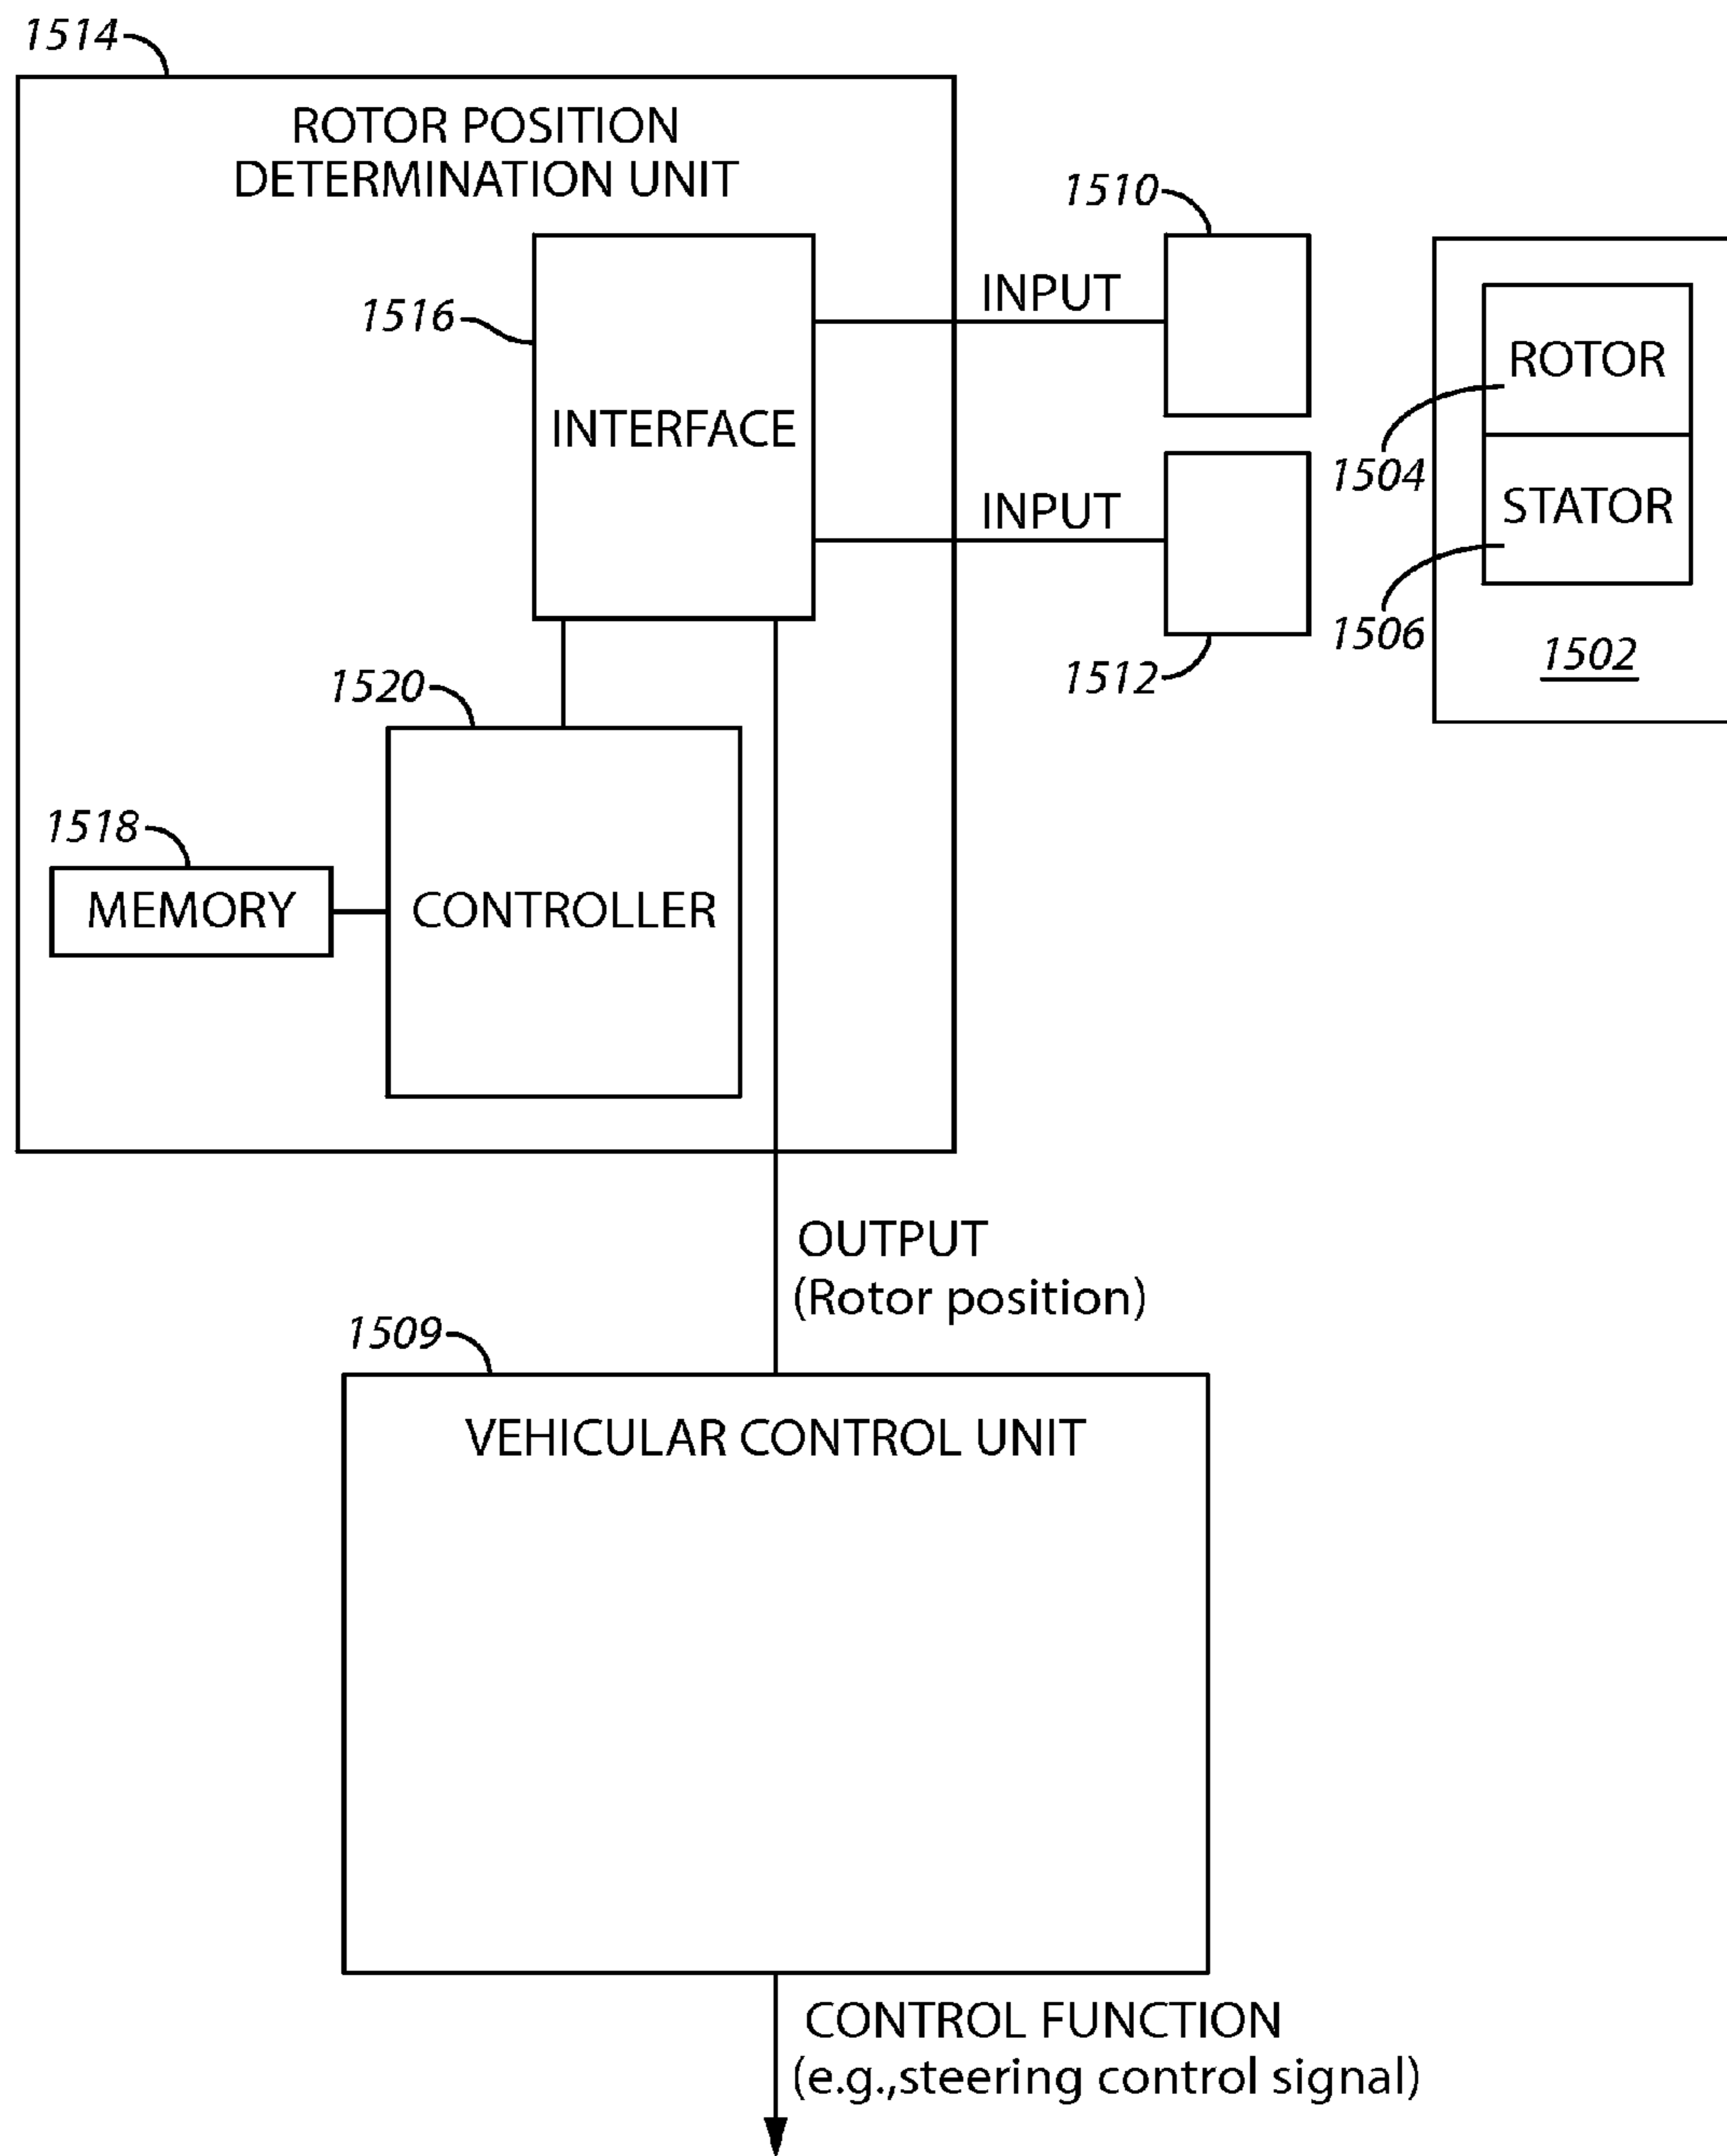 1514
ROTOR POSITION
DETERMINATION UNIT
1510
INPUT
1516
ROTOR
INTERFACE
1504
INPUT
STATOR
1506
1502
1512
1520
1518
MEMORY
CONTROLLER
OUTPUT
(Rotor position)
1509
VEHICULAR CONTROL UNIT
CONTROL FUNCTION
(e.g.,steering control signal)